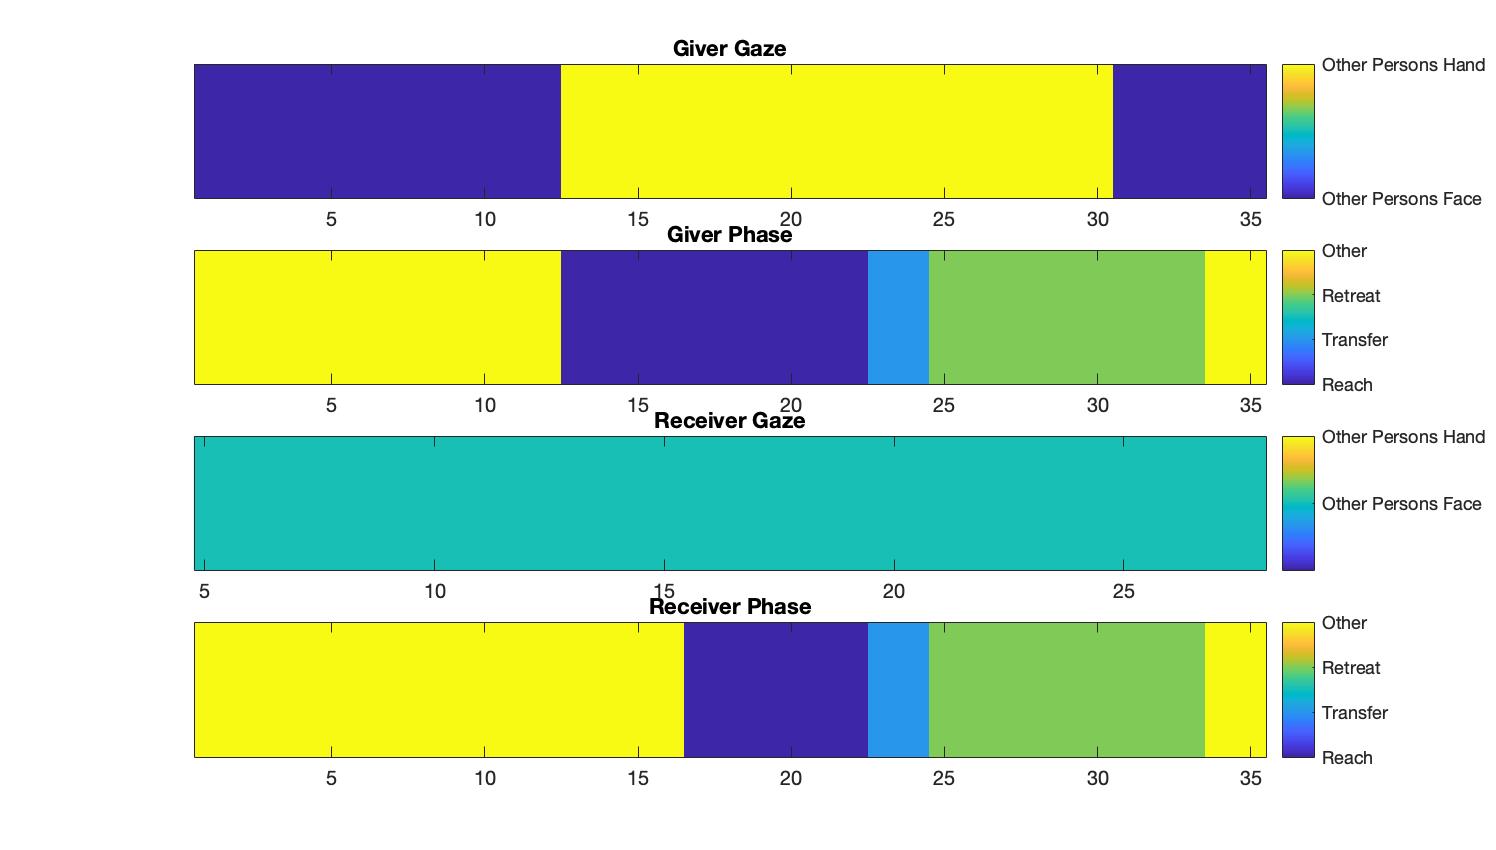 Giver Gaze
Other Persons Hand
Other Persons Face
5 10 15 20 25 30 35
Giver Phase
Other
Retreat
Transfer
Reach
5 10 15 20 25 30 35
Receiver Gaze
Other Persons Hand
Other Persons Face
5 10 15 20 25
Receiver Phase
Other
Retreat
Transfer
Reach
5 10 15 20 25 30 35